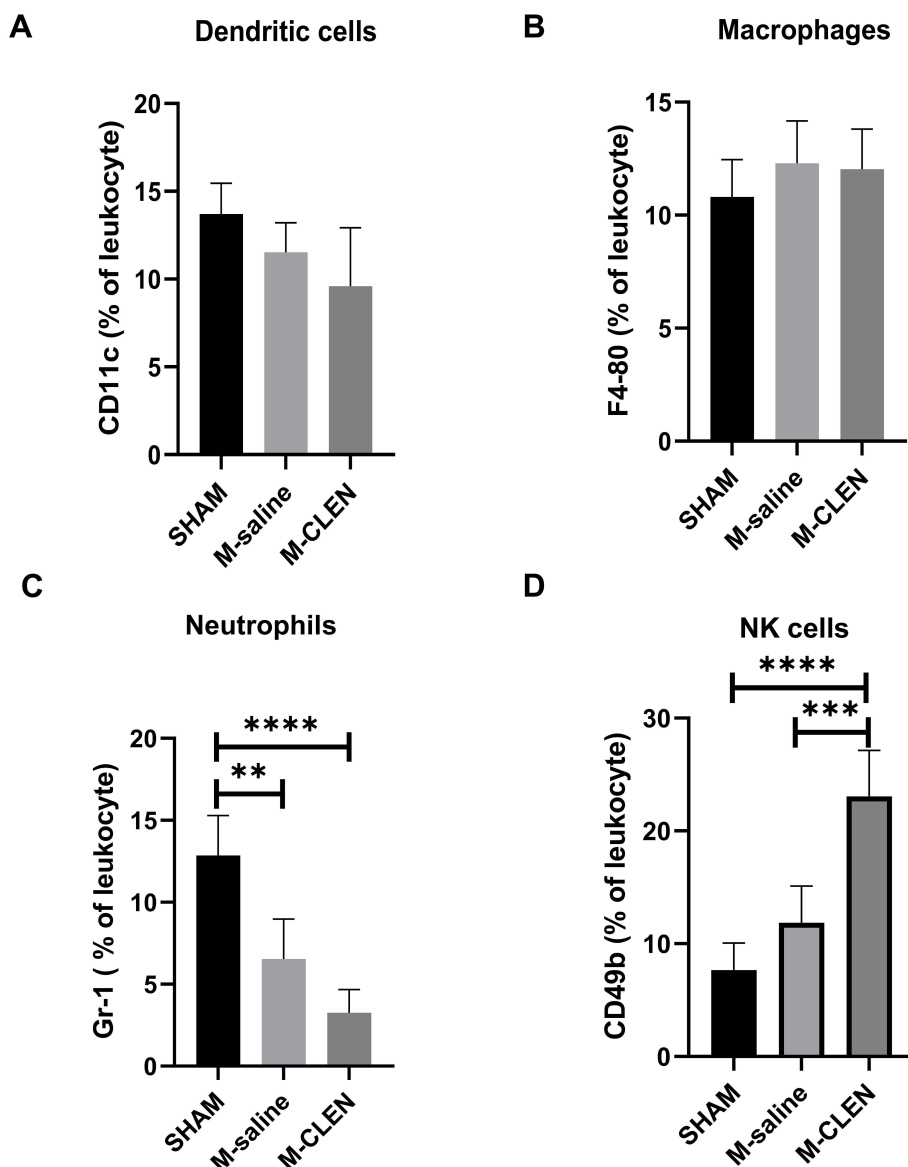 A
Dendritic cells
CD11c (% of leukocyte)
20
15
10
5
0
SHAM
M-saline
M-CLEN
B
Macrophages
F4-80 (% of leukocyte)
15
10
5
0
SHAM
M-saline
M-CLEN
C
Neutrophils
****
**
Gr-1 ( % of leukocyte)
20
15
10
5
0
SHAM
M-saline
M-CLEN
D
NK cells
****
***
CD49b (% of leukocyte)
30
20
10
0
SHAM
M-saline
M-CLEN